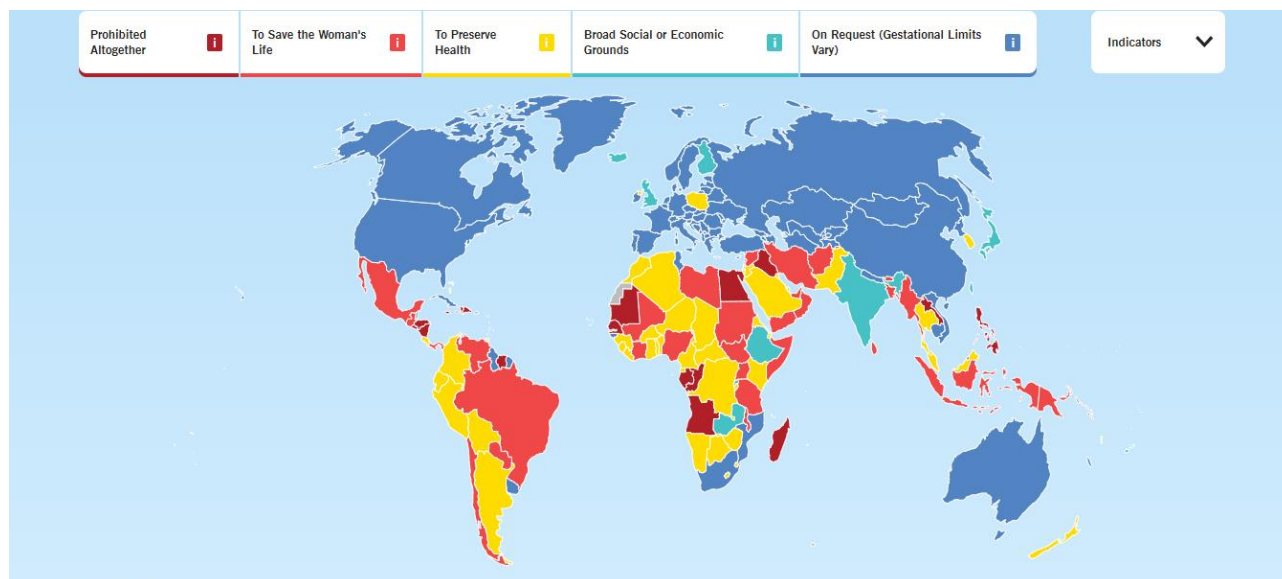 Prohibited
Altogether
i
To Save the Woman's
Life
i
To Preserve
Health
i
Broad Social or Economic
Grounds
i
On Request (Gestational Limits
Vary)
i
Indicators